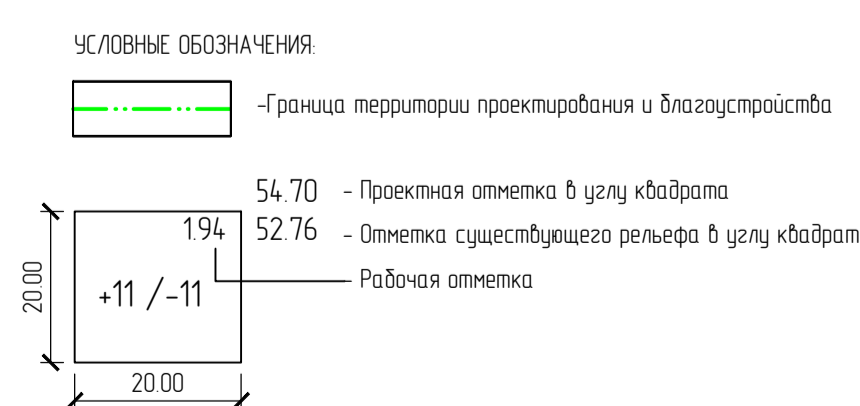 УСЛОВНЫЕ ОБОЗНАЧЕНИЯ:
-Граница территории проектирования и благоустройства
54.70 - Проектная отметка в углу квадрата
1.94 52.76 - Отметка существующего рельефа в углу квадрат
Рабочая отметка
+11 /-11
20.00
20.00